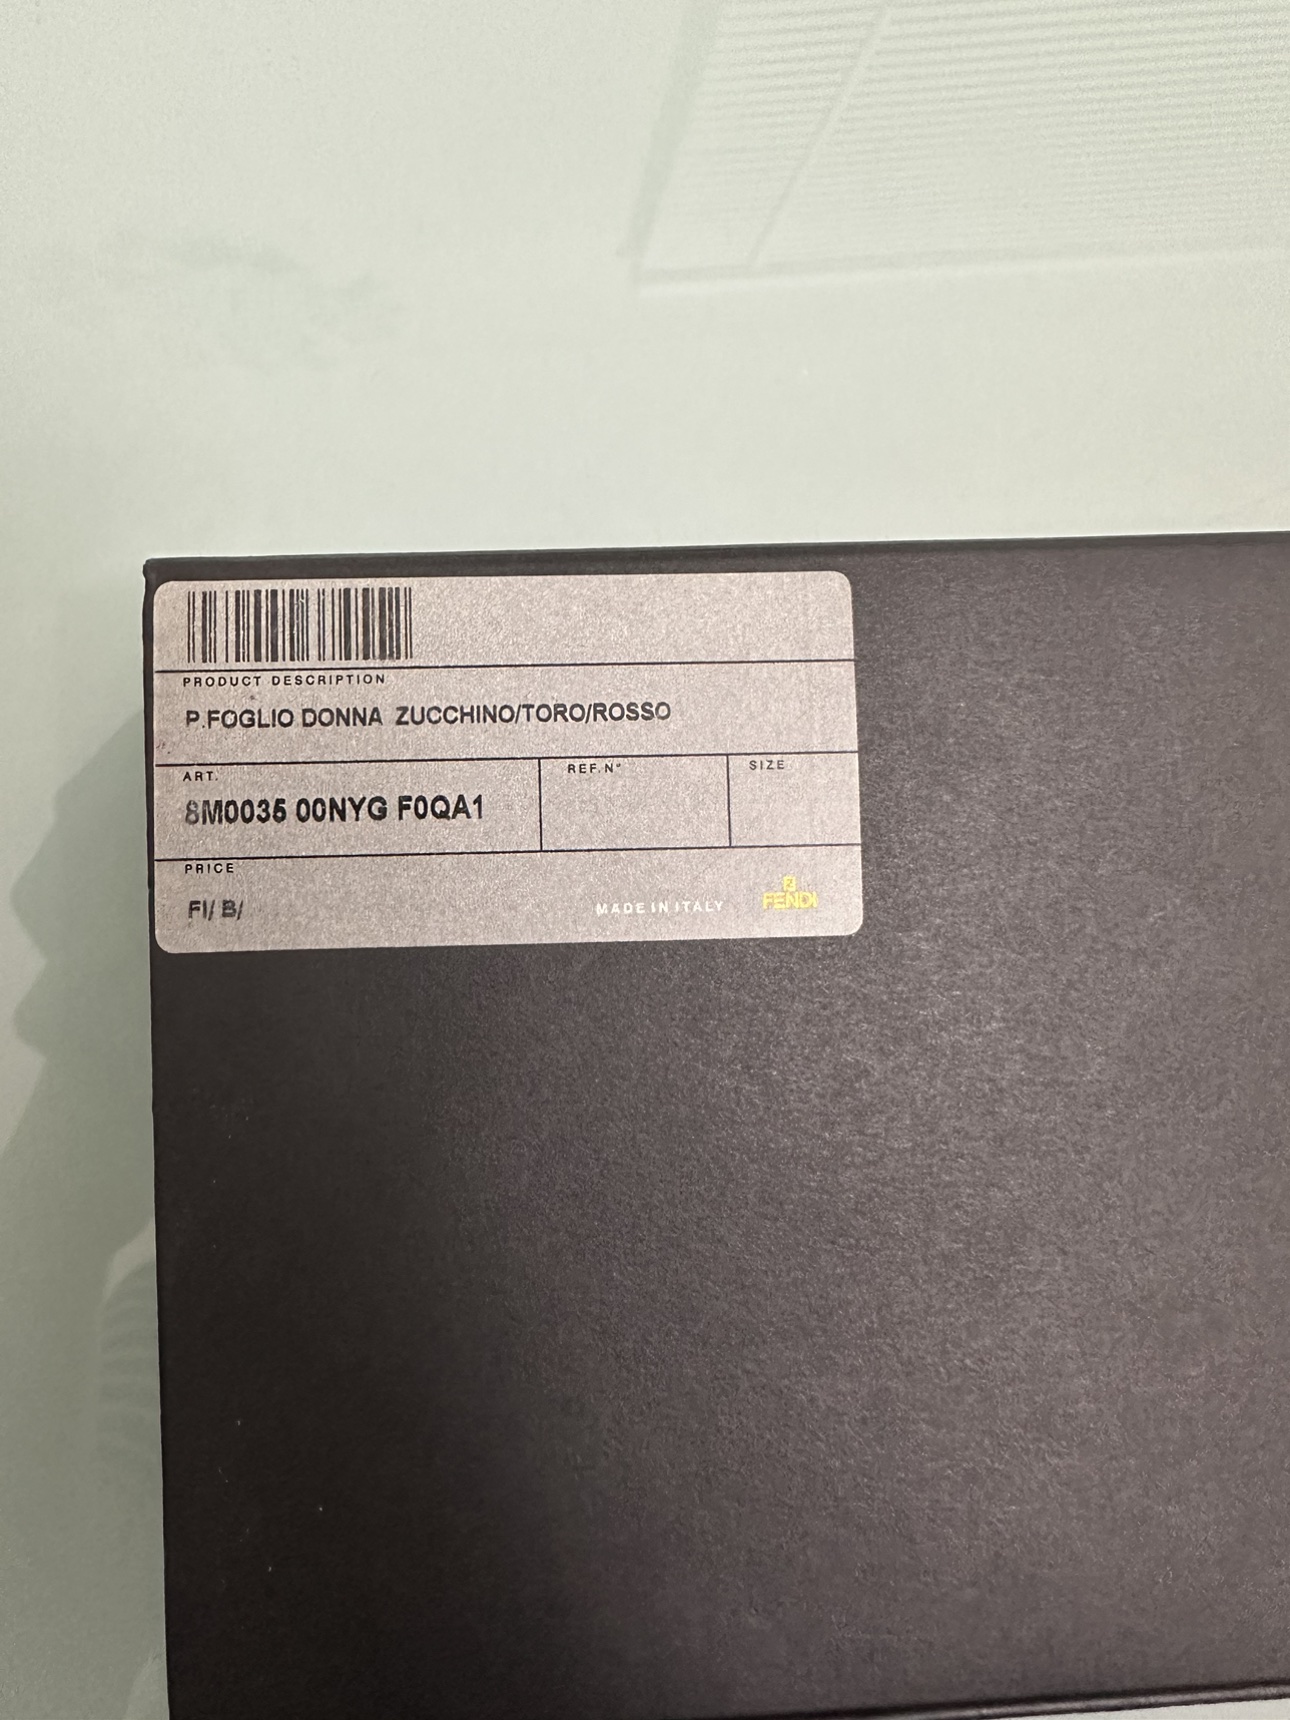 PRODUCT DESCRIPTION
P.FOGLIO DONNA ZUCCHINO/TORO/ROSSO
ART.
REF.N°
SIZE
8M0035 00NYG F0QA1
PRICE
FI/ B/
MADE IN ITALY
FENDI